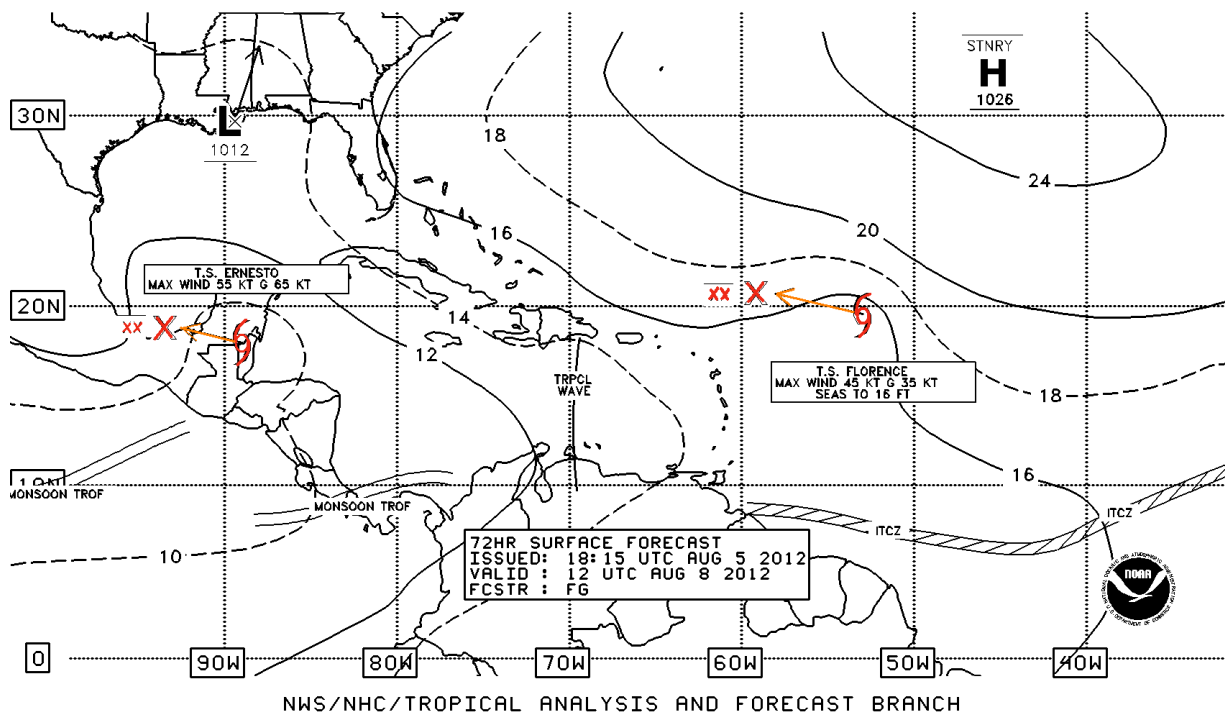 STNRY
H
1026
30N
L
1012
18
24
16
20
T.S. ERNESTO
MAX WIND 55 KT G 65 KT
20N
XX X
XX X
14
12
T.S. FLORENCE
MAX WIND 45 KT G 35 KT
SEAS TO 16 FT
TRPCL
WAVE
18
16
10N
MONSOON TROF
MONSOON TROF
ITCZ
ITCZ
10
72HR SURFACE FORECAST
ISSUED: 18:15 UTC AUG 5 2012
VALID : 12 UTC AUG 8 2012
FCSTR : FG
NOAA
0
90W
80W
70W
60W
50W
40W
NWS/NHC/TROPICAL ANALYSIS AND FORECAST BRANCH